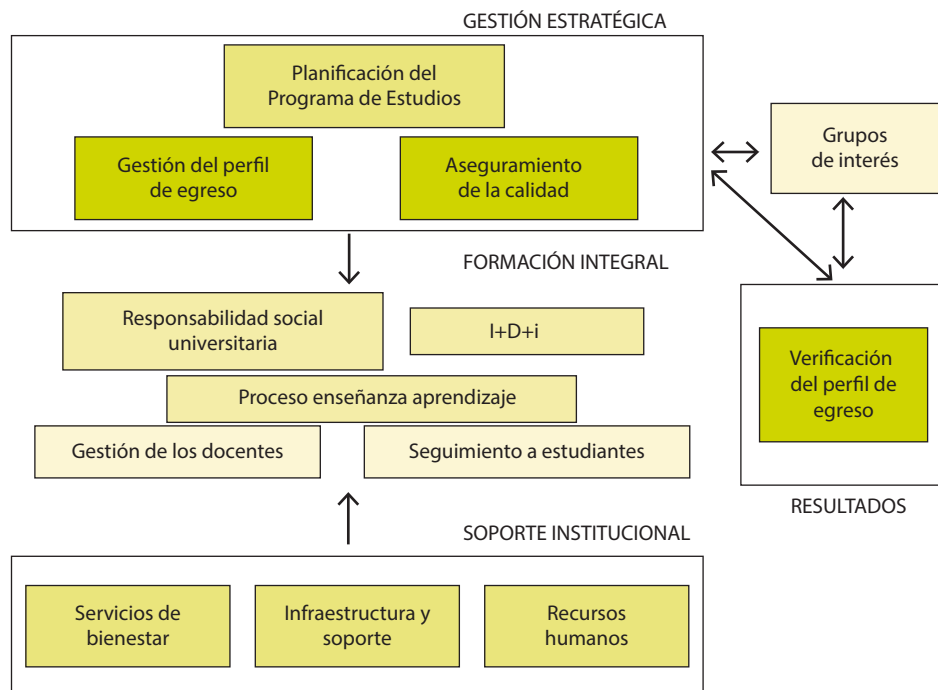 GESTIÓN ESTRATÉGICA
Planificación del
Programa de Estudios
Gestión del perfil
de egreso
Aseguramiento
de la calidad
Grupos
de interés
FORMACIÓN INTEGRAL
Responsabilidad social
universitaria
I+D+i
Proceso enseñanza aprendizaje
Gestión de los docentes
Seguimiento a estudiantes
Verificación
del perfil de
egreso
RESULTADOS
SOPORTE INSTITUCIONAL
Servicios de
bienestar
Infraestructura y
soporte
Recursos
humanos